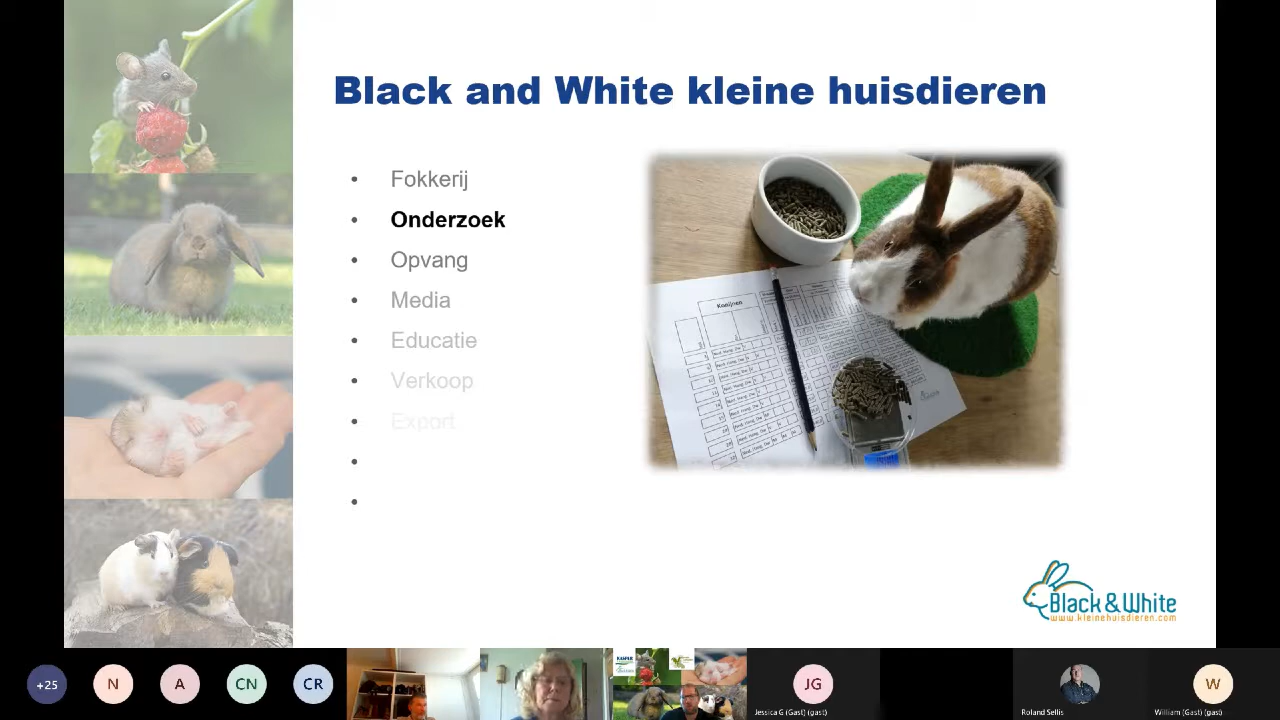 Black and White kleine huisdieren
• Fokkerij
• Onderzoek
• Opvang
• Media
• Educatie
• Verkoop
• Export
•
•
Konijnen
Black & White
www.kleinehuisdieren.com
+25
N
A
CN
CR
JG
Jessica G (Gast) (gast)
Roland Sellis
W
William (Gast) (gast)